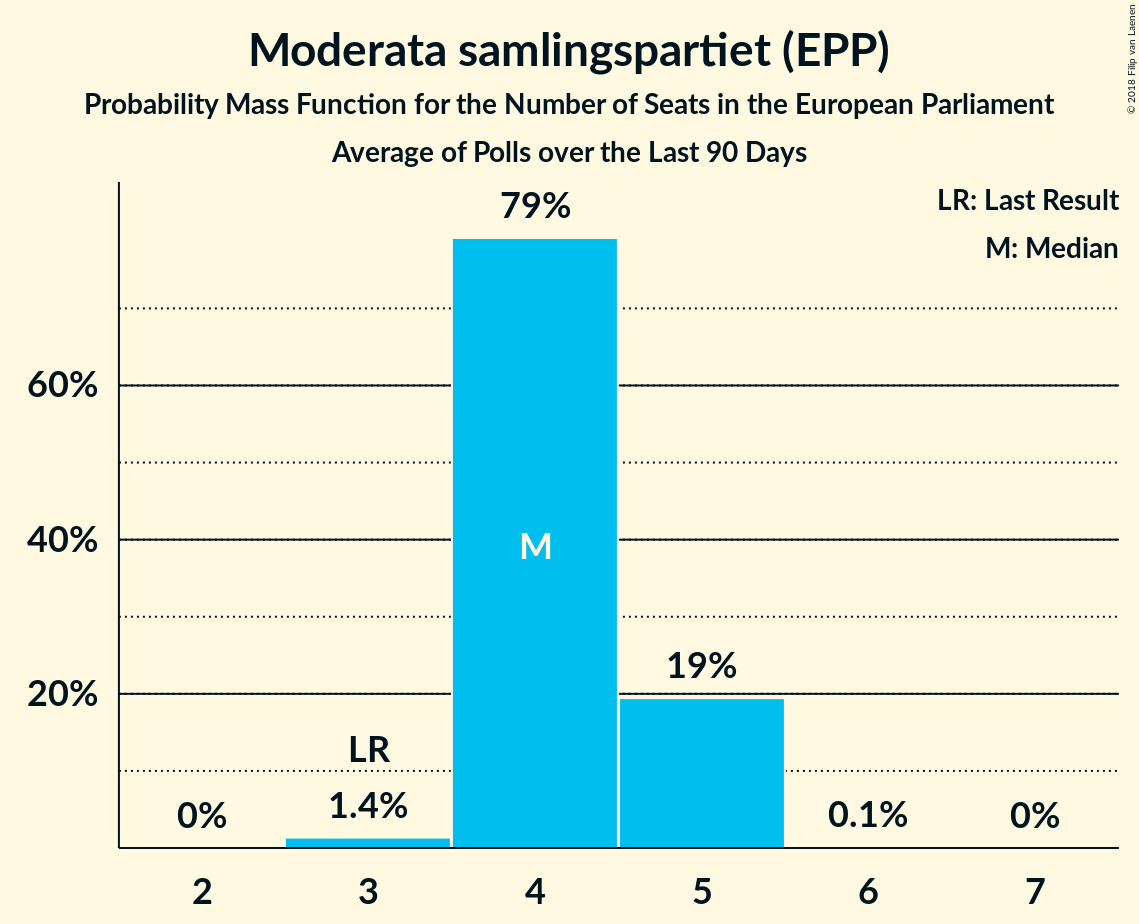 Moderata samlingspartiet (EPP)
Probability Mass Function for the Number of Seats in the European Parliament
Average of Polls over the Last 90 Days
© 2018 Filip van Laenen
LR: Last Result
M: Median
79%
60%
40%
M
19%
20%
LR
0%
1.4%
0.1%
0%
2
3
4
5
6
7